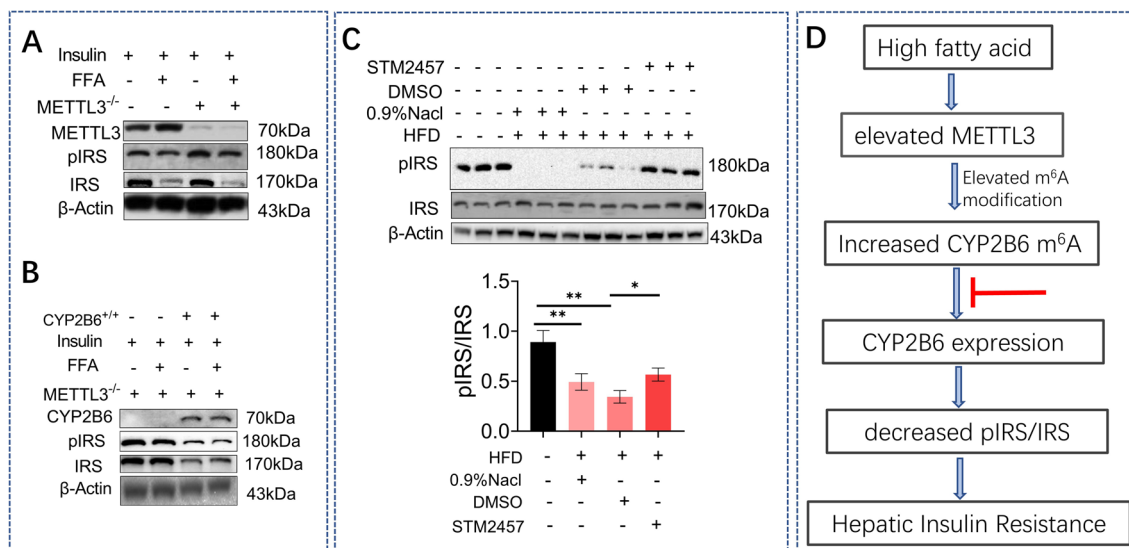 A
Insulin + + + +
FFA - + - +
METTL3-/- - - + +
METTL3 70kDa
pIRS 180kDa
IRS 170kDa
β-Actin 43kDa
B
CYP2B6+/+ - - + +
Insulin + + + +
FFA - + - +
METTL3-/- + + + +
CYP2B6 70kDa
pIRS 180kDa
IRS 170kDa
β-Actin 43kDa
C
STM2457 - - - - - - - - - + + +
DMSO - - - - - - + + + - - -
0.9%Nacl - - - + + + - - - - - -
HFD - - - + + + + + + + + +
pIRS 180kDa
IRS 170kDa
β-Actin 43kDa
pIRS/IRS
1.5
1.0
0.5
0.0
**
**
*
HFD - + + +
0.9%Nacl - + - -
DMSO - - + -
STM2457 - - - +
D
High fatty acid
elevated METTL3
Elevated m⁶A
modification
Increased CYP2B6 m⁶A
CYP2B6 expression
decreased pIRS/IRS
Hepatic Insulin Resistance